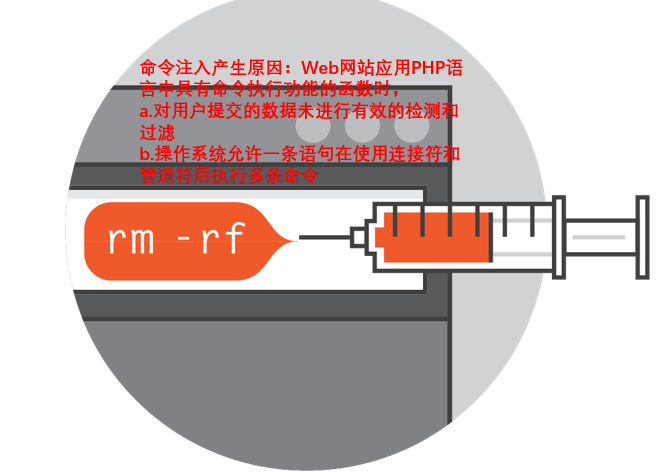 命令注入产生原因：Web网站应用PHP语
言中具有命令执行功能的函数时，
a.对用户提交的数据未进行有效的检测和
过滤
b.操作系统允许一条语句在使用连接符和
管道符后执行多条命令
rm -rf